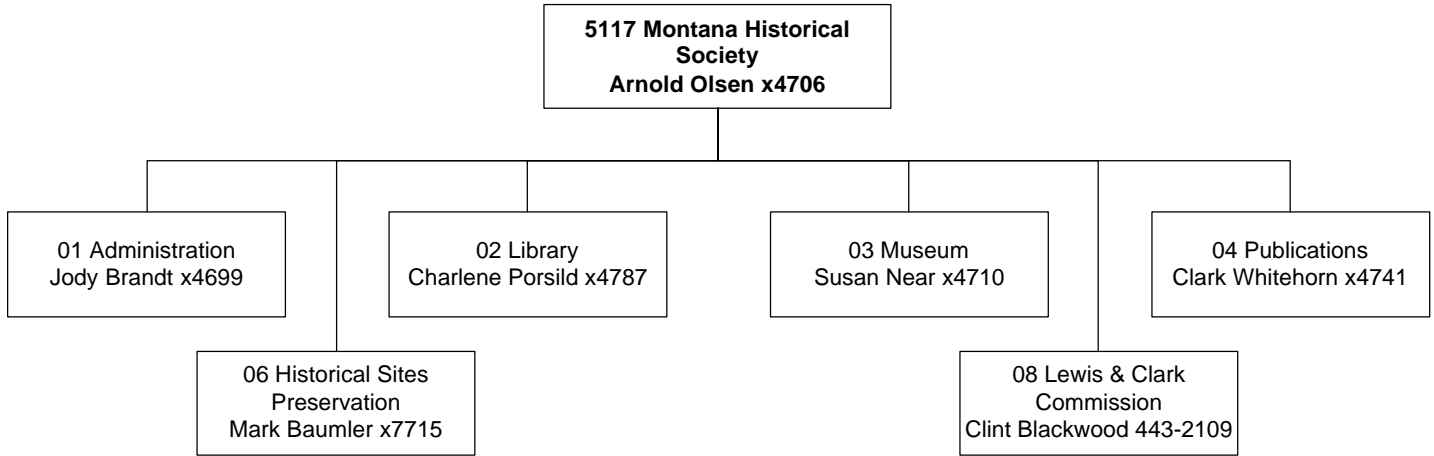 5117 Montana Historical
Society
Arnold Olsen x4706
01 Administration
Jody Brandt x4699
02 Library
Charlene Porsild x4787
03 Museum
Susan Near x4710
04 Publications
Clark Whitehorn x4741
06 Historical Sites
Preservation
Mark Baumler x7715
08 Lewis & Clark
Commission
Clint Blackwood 443-2109